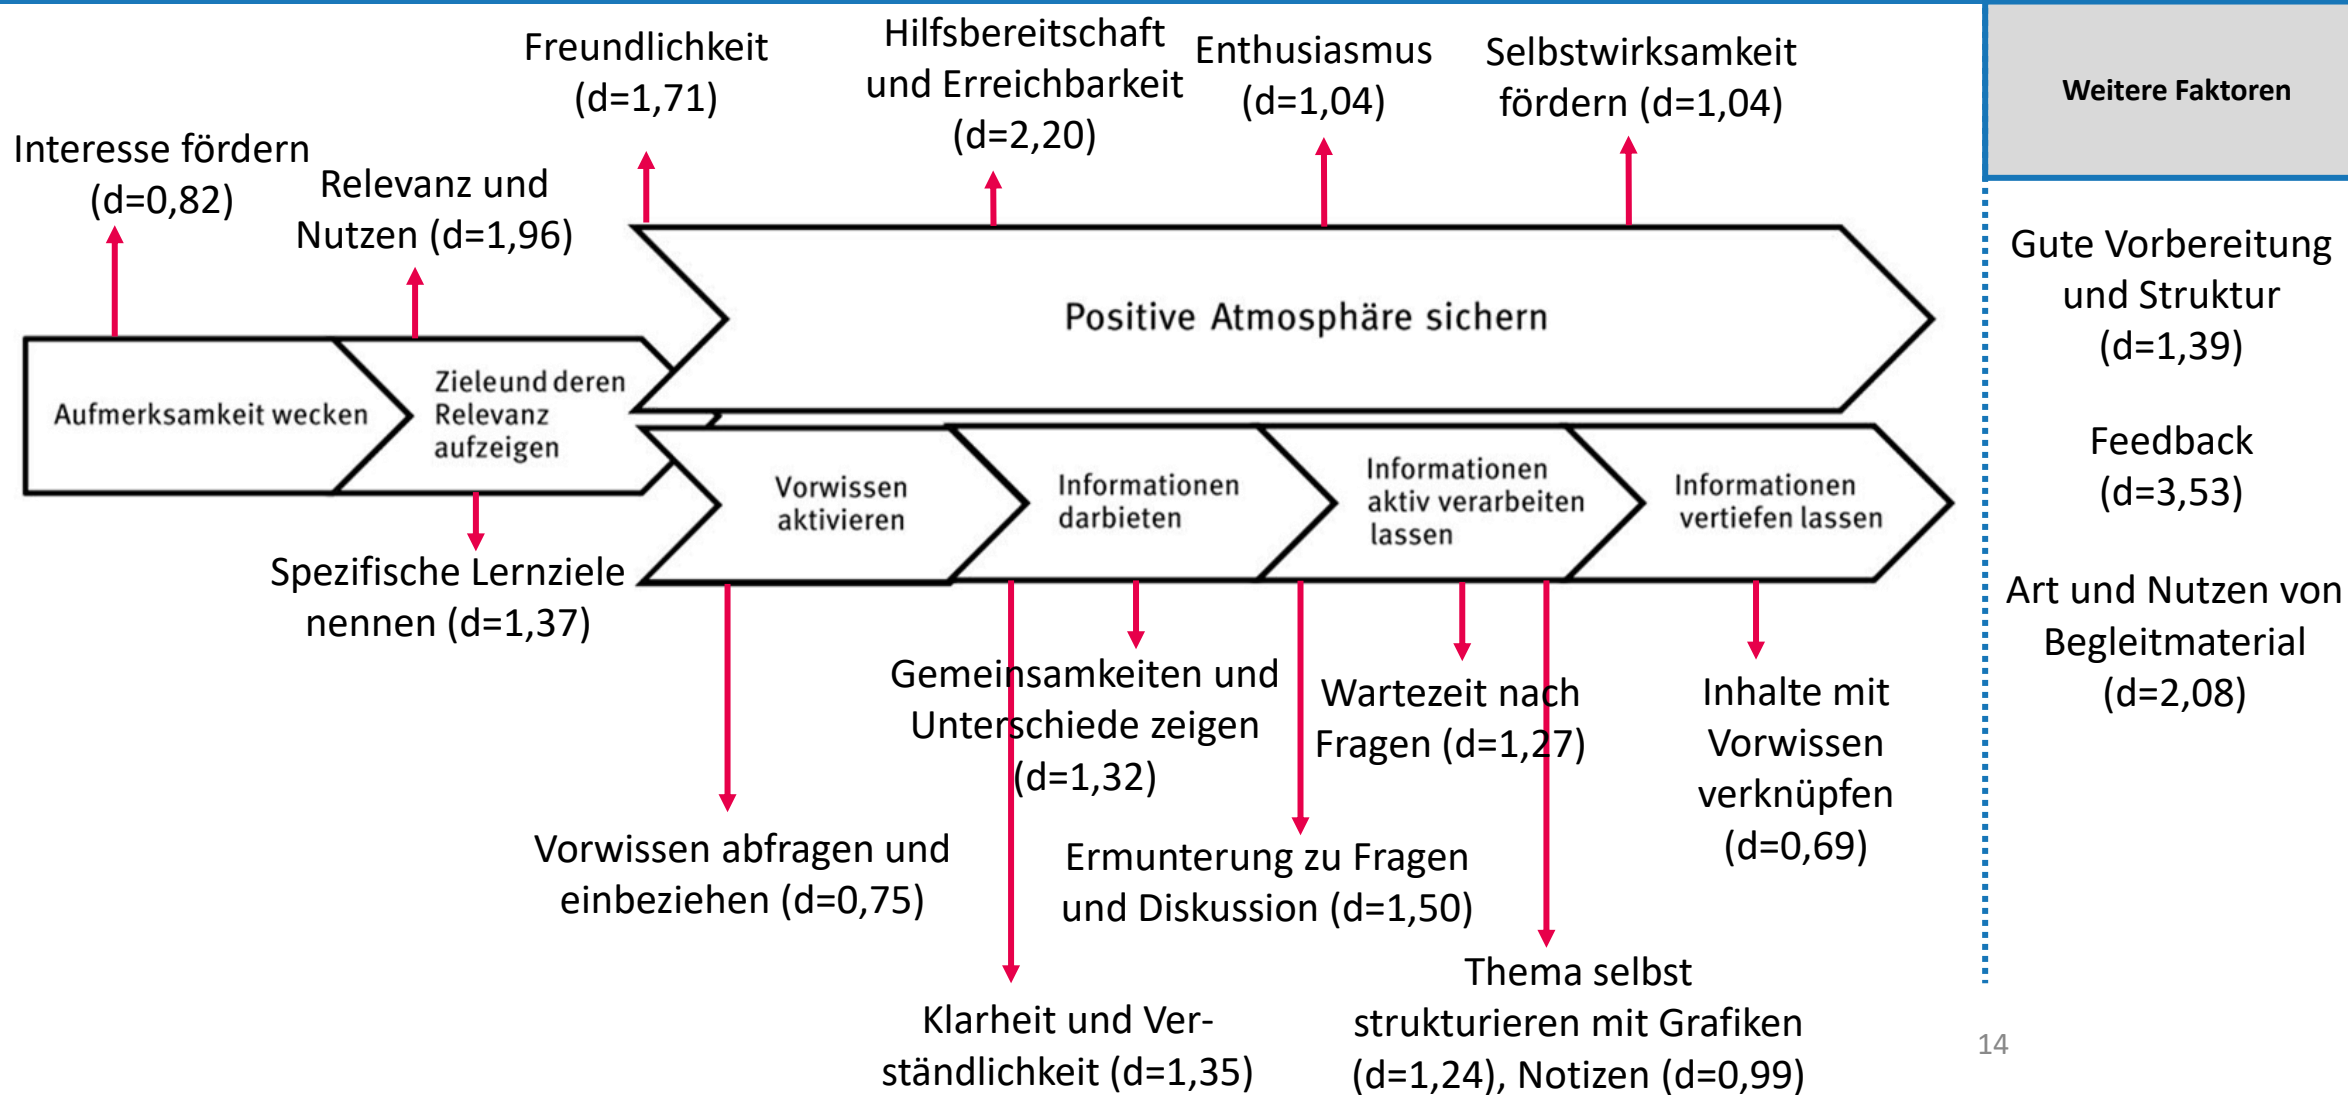 Freundlichkeit
(d=1,71)
Hilfsbereitschaft
und Erreichbarkeit
(d=2,20)
Enthusiasmus
(d=1,04)
Selbstwirksamkeit
fördern (d=1,04)
Weitere Faktoren
Interesse fördern
(d=0,82)
Relevanz und
Nutzen (d=1,96)
Positive Atmosphäre sichern
Aufmerksamkeit wecken
Zieleund deren
Relevanz
aufzeigen
Vorwissen
aktivieren
Informationen
darbieten
Informationen
aktiv verarbeiten
lassen
Informationen
vertiefen lassen
Spezifische Lernziele
nennen (d=1,37)
Vorwissen abfragen und
einbeziehen (d=0,75)
Gemeinsamkeiten und
Unterschiede zeigen
(d=1,32)
Klarheit und Ver-
ständlichkeit (d=1,35)
Ermunterung zu Fragen
und Diskussion (d=1,50)
Wartezeit nach
Fragen (d=1,27)
Thema selbst
strukturieren mit Grafiken
(d=1,24), Notizen (d=0,99)
Inhalte mit
Vorwissen
verknüpfen
(d=0,69)
Gute Vorbereitung
und Struktur
(d=1,39)
Feedback
(d=3,53)
Art und Nutzen von
Begleitmaterial
(d=2,08)
14